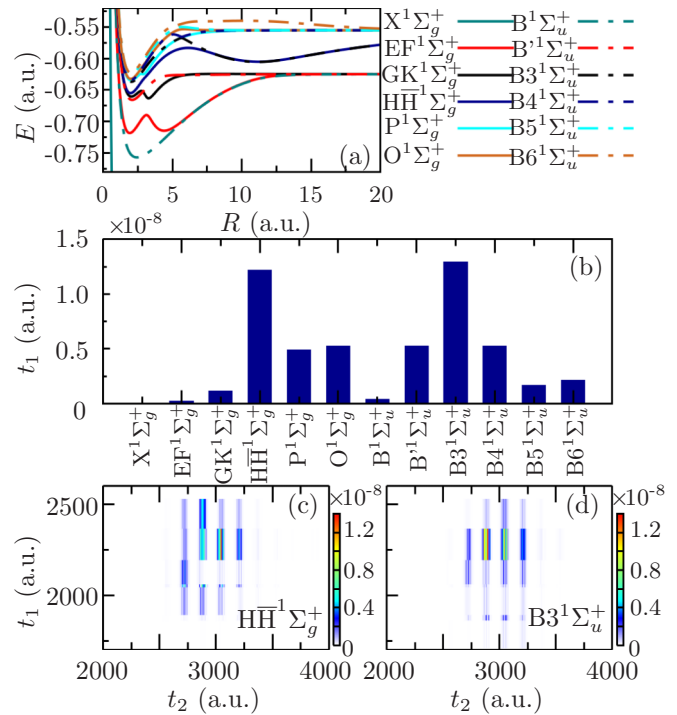 -0.55
-0.60
-0.65
-0.70
-0.75
E (a.u.)
0 5 10 15 20
R (a.u.)
(a)
X¹Σg⁺ B¹Σu⁺
EF¹Σg⁺ B'¹Σu⁺
GK¹Σg⁺ B3¹Σu⁺
HH̅¹Σg⁺ B4¹Σu⁺
P¹Σg⁺ B5¹Σu⁺
O¹Σg⁺ B6¹Σu⁺
×10⁻⁸
1.5
1.0
0.5
0
t₁ (a.u.)
(b)
X¹Σg⁺
EF¹Σg⁺
GK¹Σg⁺
HH̅¹Σg⁺
P¹Σg⁺
O¹Σg⁺
B¹Σu⁺
B'¹Σu⁺
B3¹Σu⁺
B4¹Σu⁺
B5¹Σu⁺
B6¹Σu⁺
2500
2000
t₁ (a.u.)
(c)
×10⁻⁸
1.2
0.8
0.4
0
HH̅¹Σg⁺
2000 3000 4000
t₂ (a.u.)
(d)
×10⁻⁸
1.2
0.8
0.4
0
B3¹Σu⁺
2000 3000 4000
t₂ (a.u.)